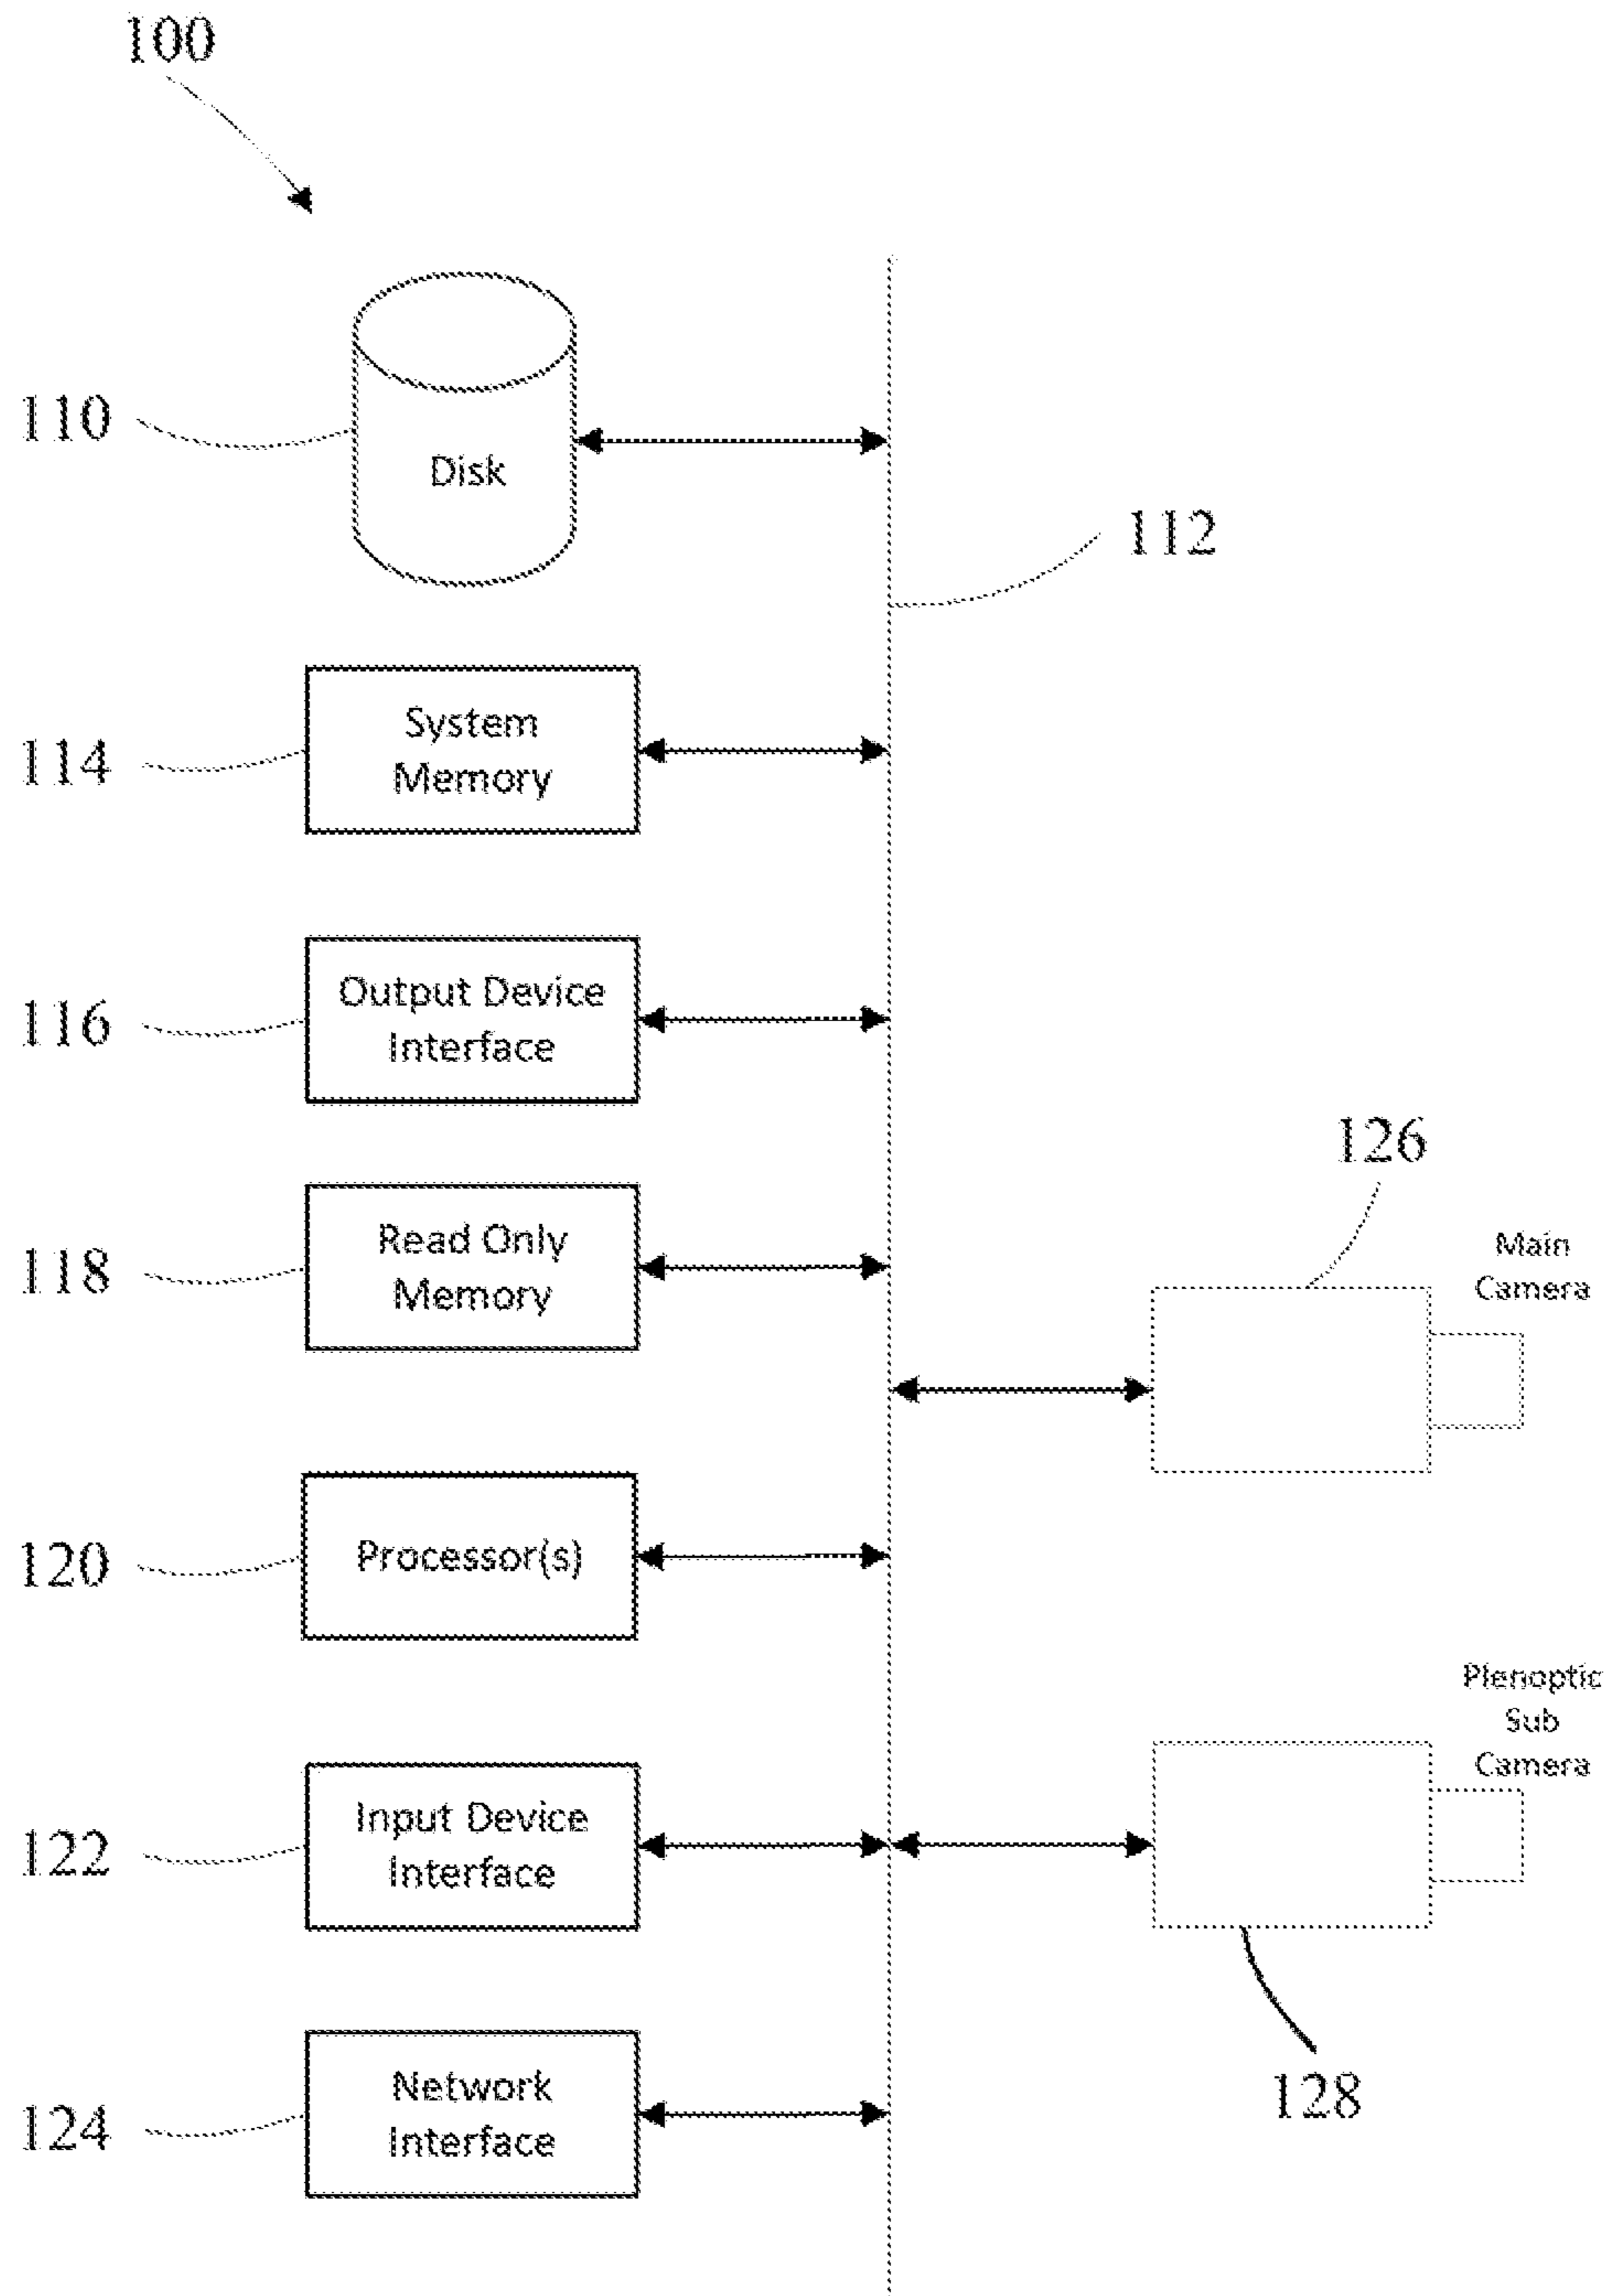 100
110
Disk
112
114
System
Memory
116
Output Device
Interface
126
118
Read Only
Memory
Main
Camera
120
Processor(s)
Plenoptic
Sub
Camera
122
Input Device
Interface
128
124
Network
Interface